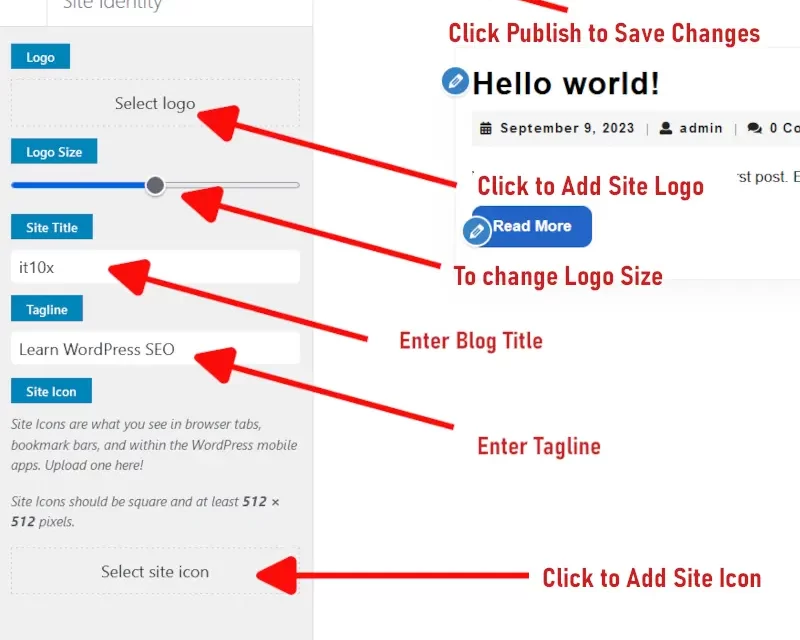 Site Identity
Click Publish to Save Changes
Logo
Select logo
Hello world!
September 9, 2023 | admin | 0 Co
Logo Size
Click to Add Site Logo
rst post. E
Site Title
Read More
it10x
To change Logo Size
Tagline
Enter Blog Title
Learn WordPress SEO
Site Icon
Enter Tagline
Site Icons are what you see in browser tabs,
bookmark bars, and within the WordPress mobile
apps. Upload one here!
Site Icons should be square and at least 512 ×
512 pixels.
Select site icon
Click to Add Site Icon